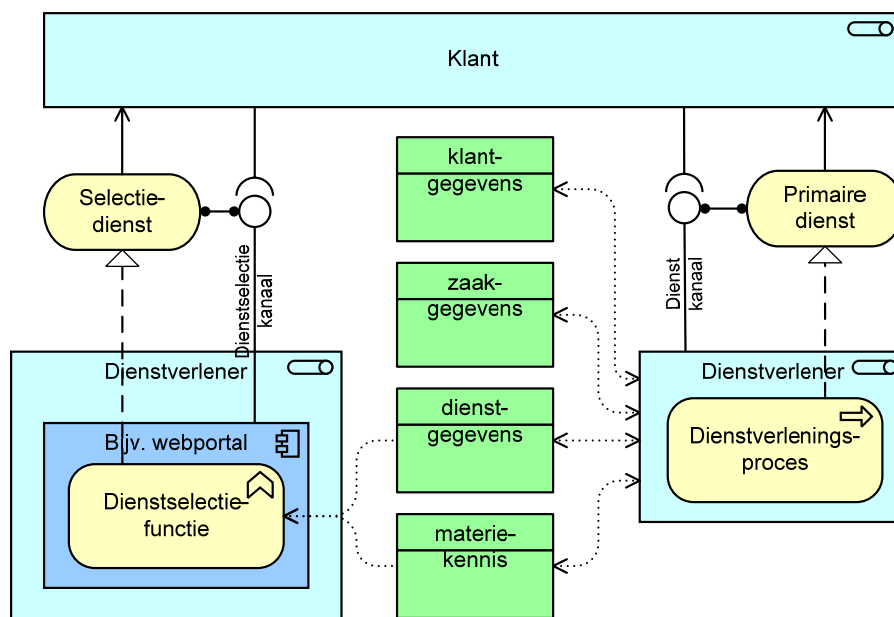 Klant
Selectie-
dienst
klant-
gegevens
Primaire
dienst
zaak-
gegevens
Dienstselectie
kanaal
Dienst
kanaal
Dienstverlener
Bijv. webportal
Dienstselectie-
functie
dienst-
gegevens
materie-
kennis
Dienstverlener
Dienstverlenings-
proces